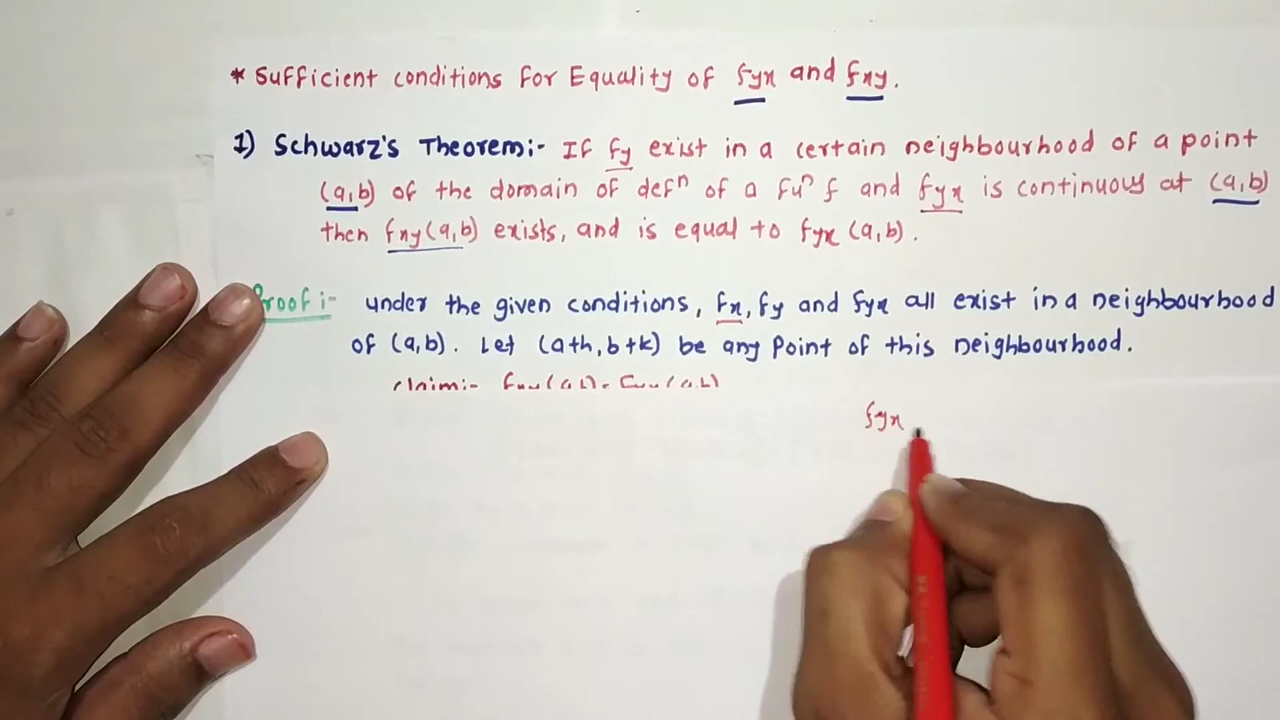 * Sufficient conditions for Equality of fyx and fxy.
1) Schwarz's Theorem:- If fy exist in a certain neighbourhood of a point
(a,b) of the domain of defⁿ of a fuⁿ f and fyx is continuous at (a,b)
then fxy(a,b) exists, and is equal to fyx (a,b).
Proof:- under the given conditions, fx, fy and fyx all exist in a neighbourhood
of (a,b). Let (a+h, b+k) be any point of this neighbourhood.
claim:-
fyx